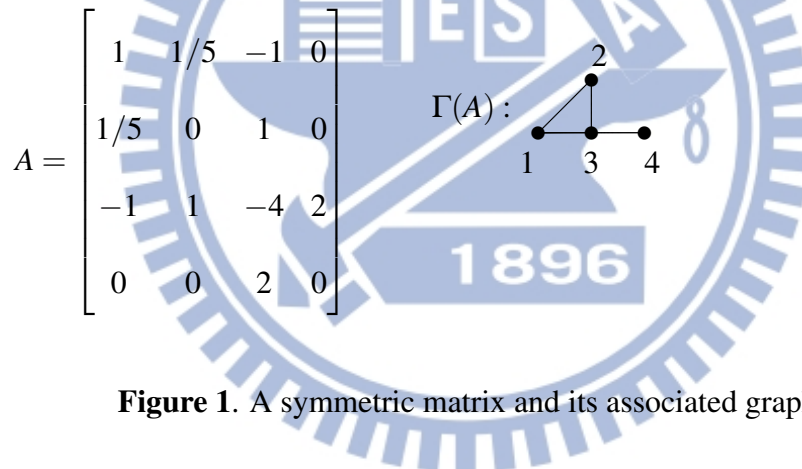 A = [ 1 1/5 −1 0
1/5 0 1 0
−1 1 −4 2
0 0 2 0 ]
Γ(A) :
2
1 3 4
E S A
8
1896
Figure 1. A symmetric matrix and its associated grap